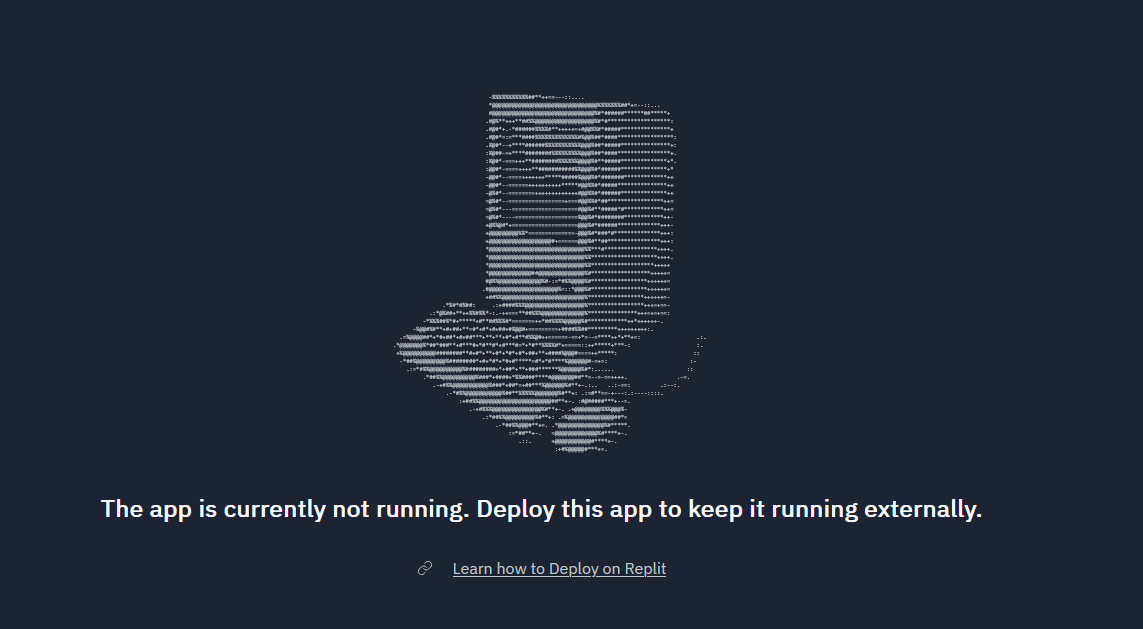 The app is currently not running. Deploy this app to keep it running externally.
Learn how to Deploy on Replit